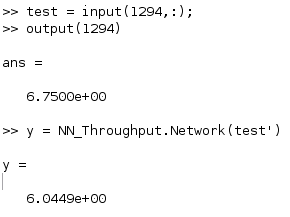 >> test = input(1294,:);
>> output(1294)
ans =
6.7500e+00
>> y = NN_Throughput.Network(test')
y =
6.0449e+00